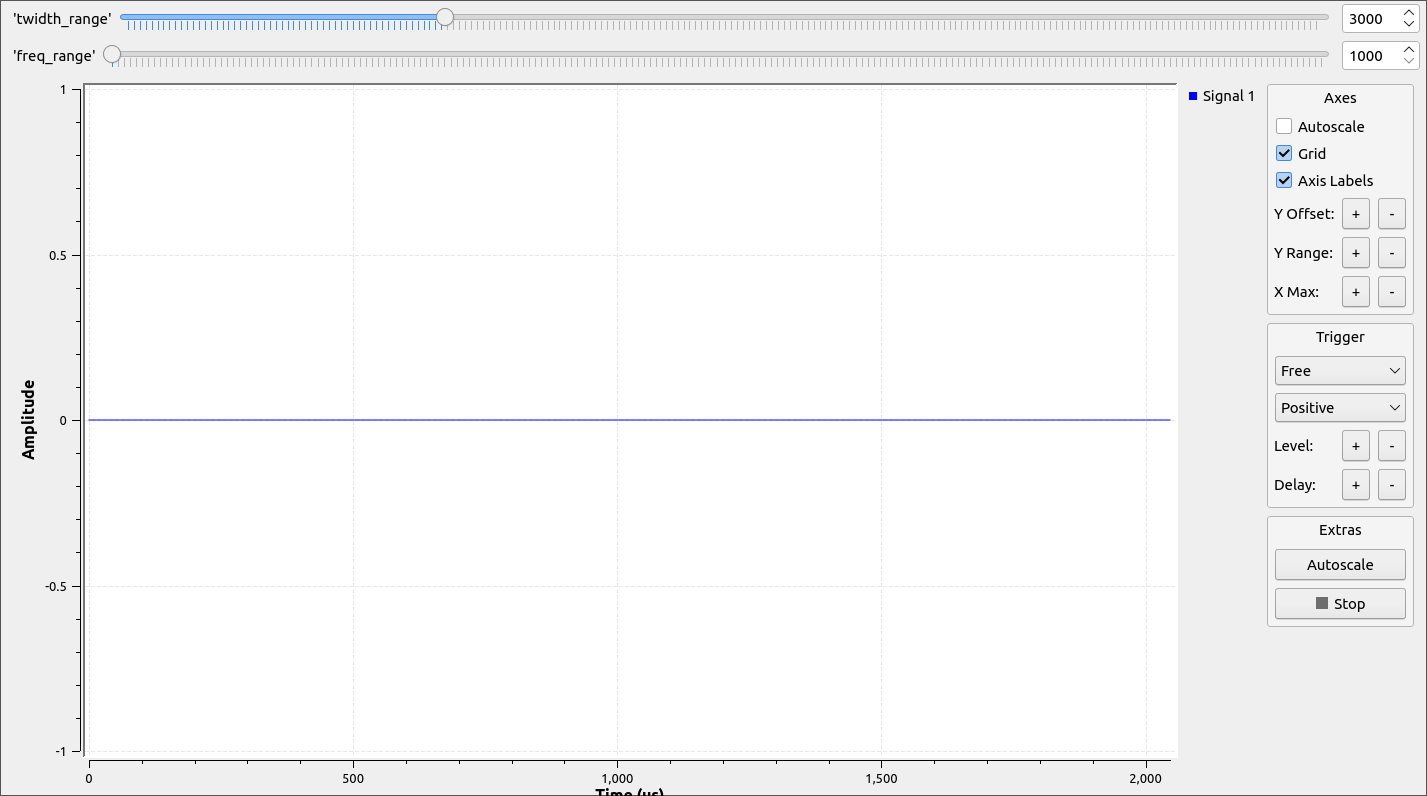 'twidth_range' 3000
'freq_range' 1000
Signal 1
Axes
Autoscale
Grid
Axis Labels
Y Offset: + -
Y Range: + -
X Max: + -
Trigger
Free
Positive
Level: + -
Delay: + -
Extras
Autoscale
Stop
Amplitude
1
0.5
0
-0.5
-1
0 500 1,000 1,500 2,000
Time (us)